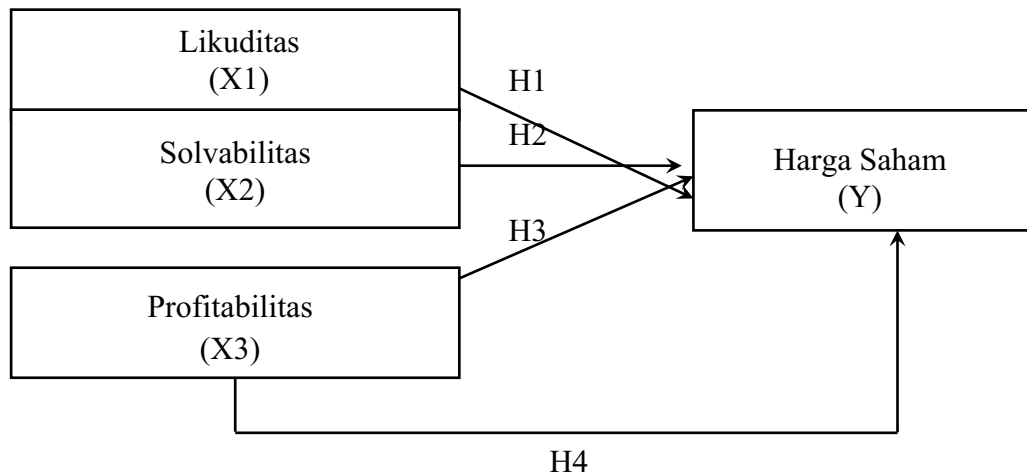 Likuditas
(X1)
H1
H2
Solvabilitas
(X2)
Harga Saham
(Y)
H3
Profitabilitas
(X3)
H4